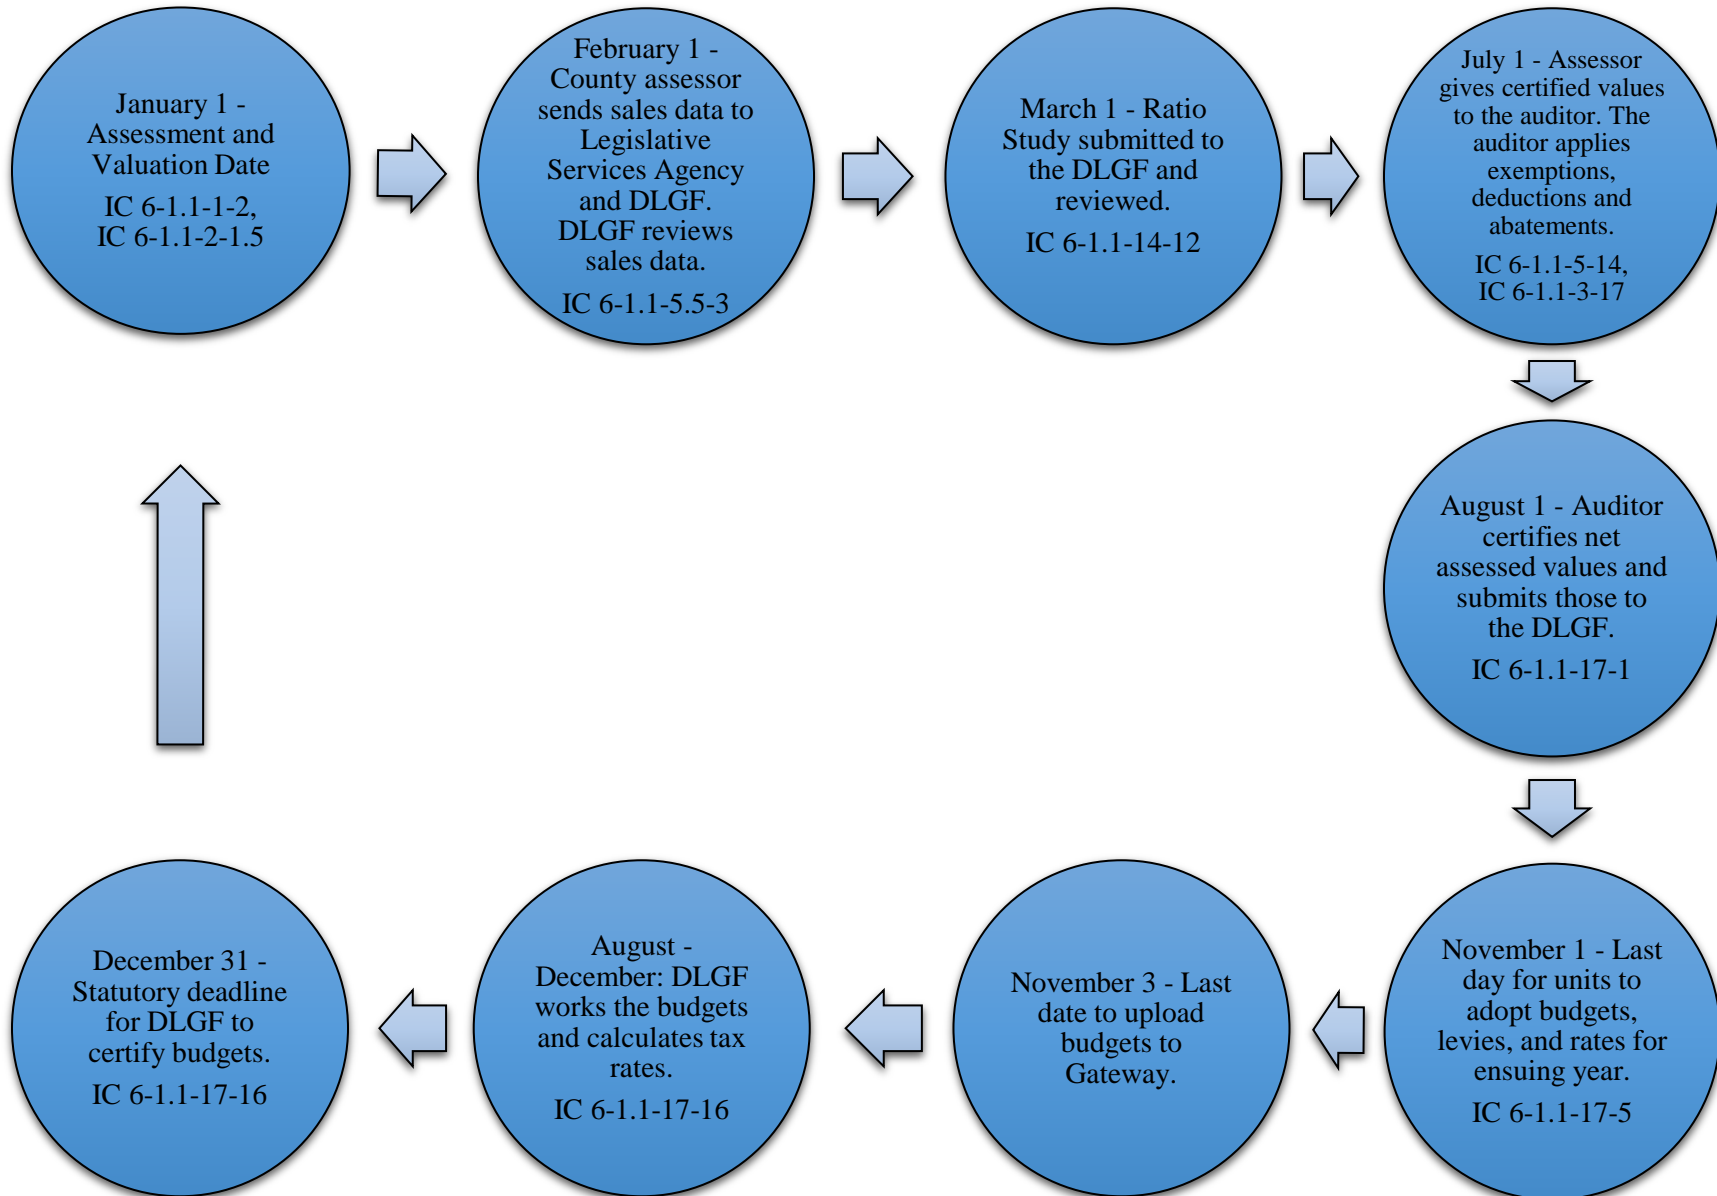 January 1 -
Assessment and
Valuation Date
IC 6-1.1-1-2,
IC 6-1.1-2-1.5
February 1 -
County assessor
sends sales data to
Legislative
Services Agency
and DLGF.
DLGF reviews
sales data.
IC 6-1.1-5.5-3
March 1 - Ratio
Study submitted to
the DLGF and
reviewed.
IC 6-1.1-14-12
July 1 - Assessor
gives certified values
to the auditor. The
auditor applies
exemptions,
deductions and
abatements.
IC 6-1.1-5-14,
IC 6-1.1-3-17
August 1 - Auditor
certifies net
assessed values and
submits those to
the DLGF.
IC 6-1.1-17-1
November 1 - Last
day for units to
adopt budgets,
levies, and rates for
ensuing year.
IC 6-1.1-17-5
November 3 - Last
date to upload
budgets to
Gateway.
August -
December: DLGF
works the budgets
and calculates tax
rates.
IC 6-1.1-17-16
December 31 -
Statutory deadline
for DLGF to
certify budgets.
IC 6-1.1-17-16